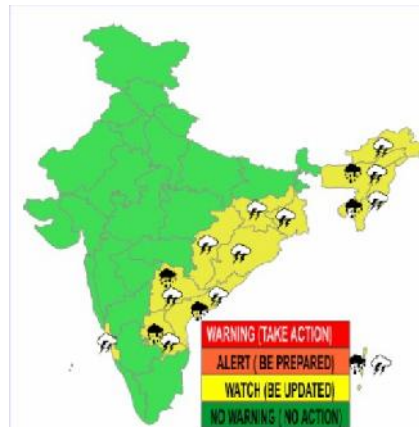 WARNING (TAKE ACTION)
ALERT ( BE PREPARED)
WATCH (BE UPDATED)
NO WARNING ( NO ACTION)